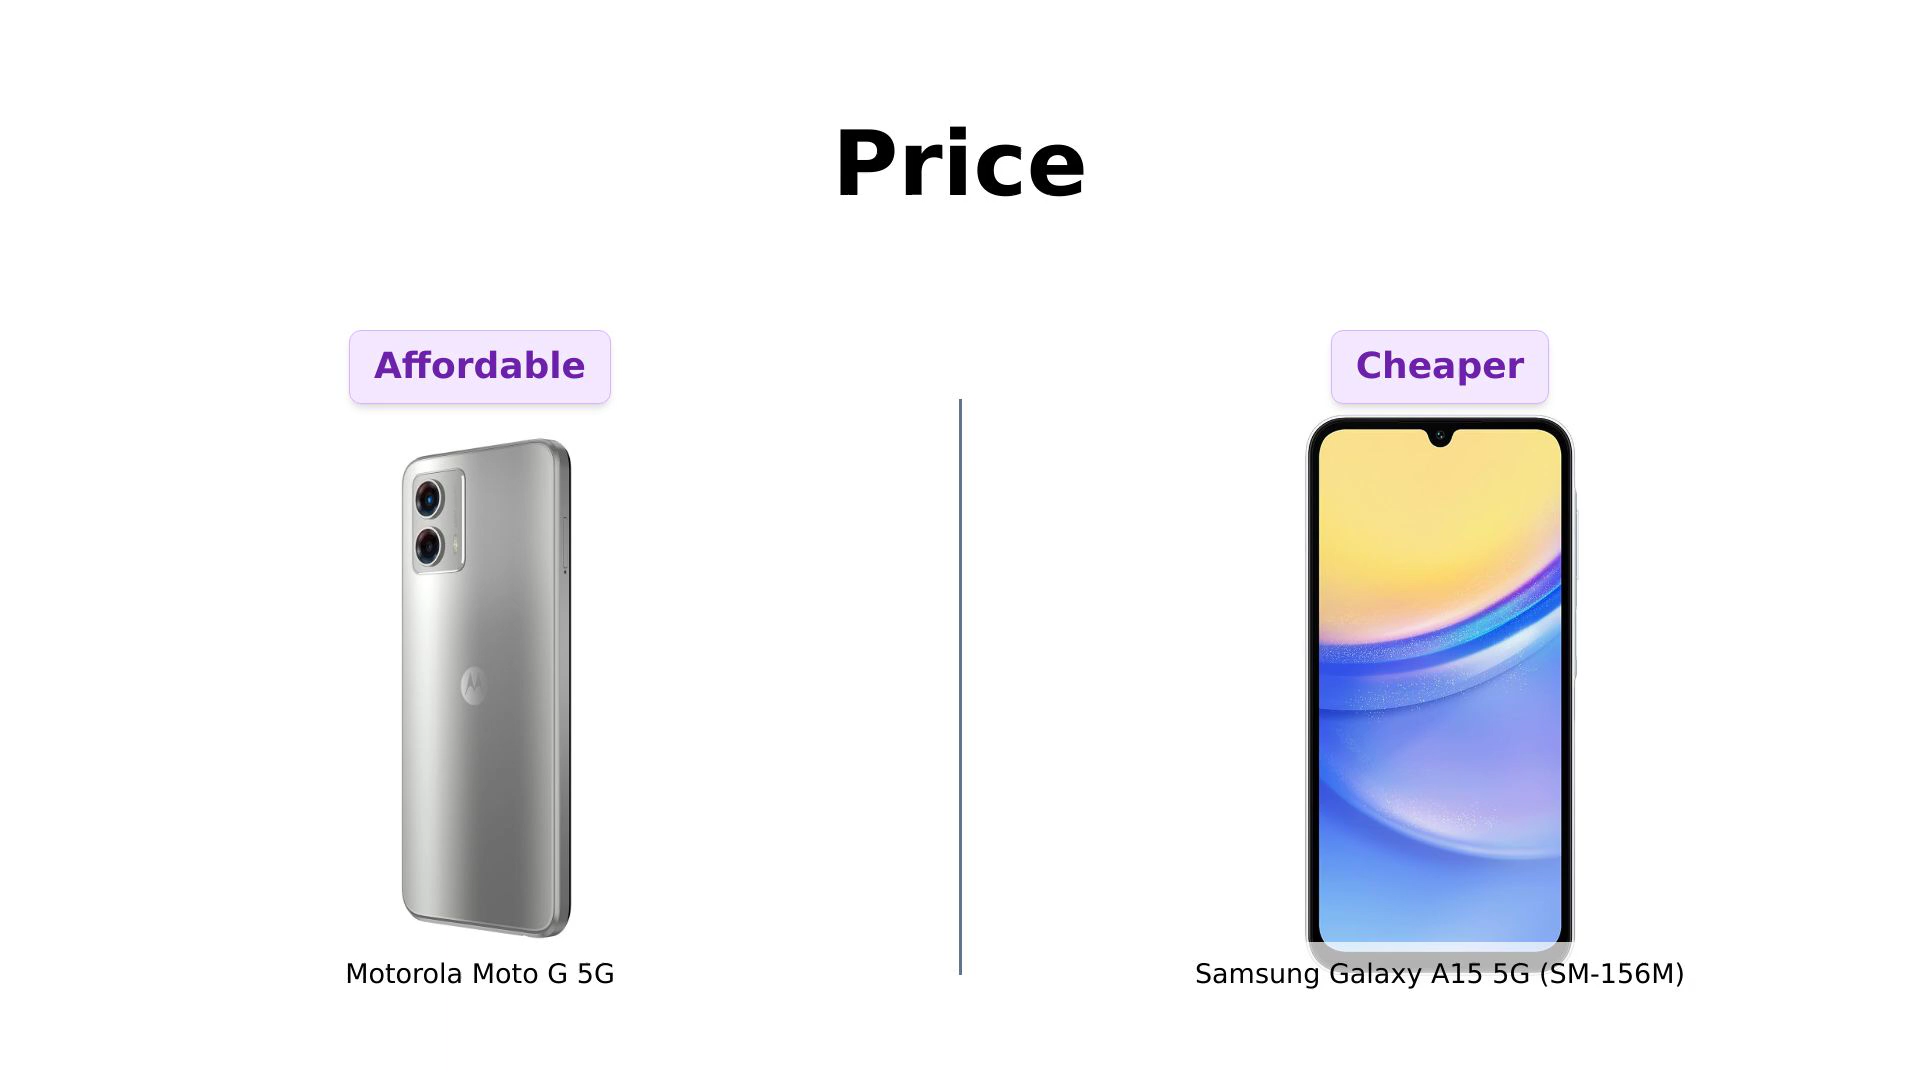 Price
Affordable
Cheaper
Motorola Moto G 5G
Samsung Galaxy A15 5G (SM-156M)